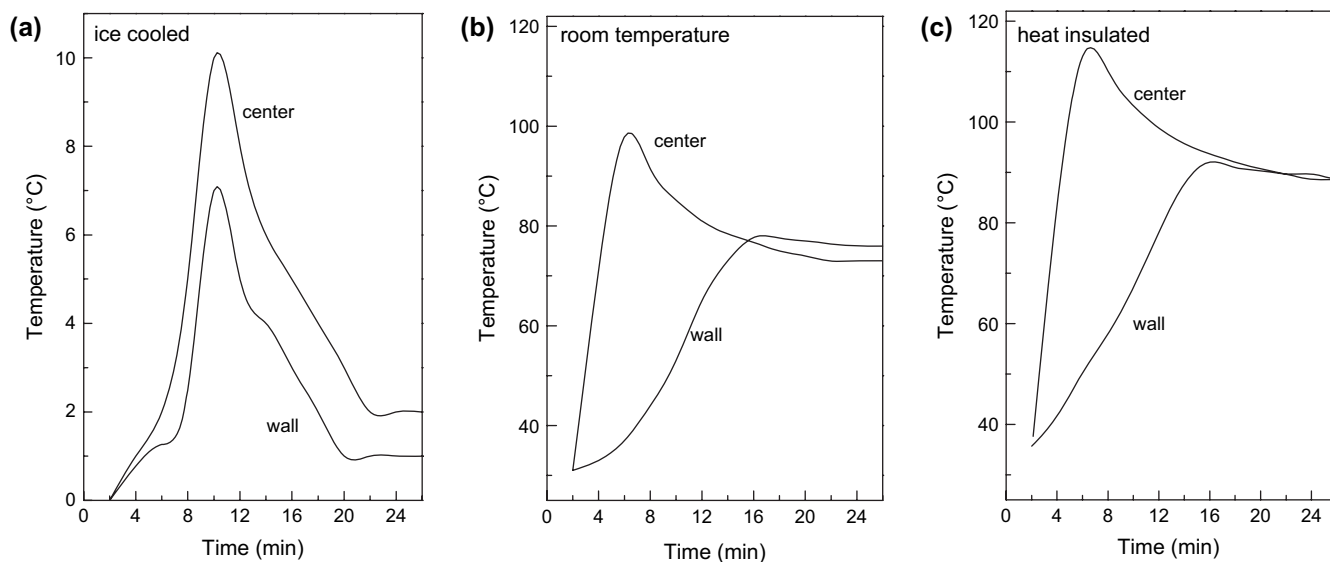 (a) ice cooled
10
8
6
4
2
0
Temperature (°C)
center
wall
0 4 8 12 16 20 24
Time (min)
(b) room temperature
120
100
80
60
40
Temperature (°C)
center
wall
0 4 8 12 16 20 24
Time (min)
(c) heat insulated
120
100
80
60
40
Temperature (°C)
center
wall
0 4 8 12 16 20 24
Time (min)